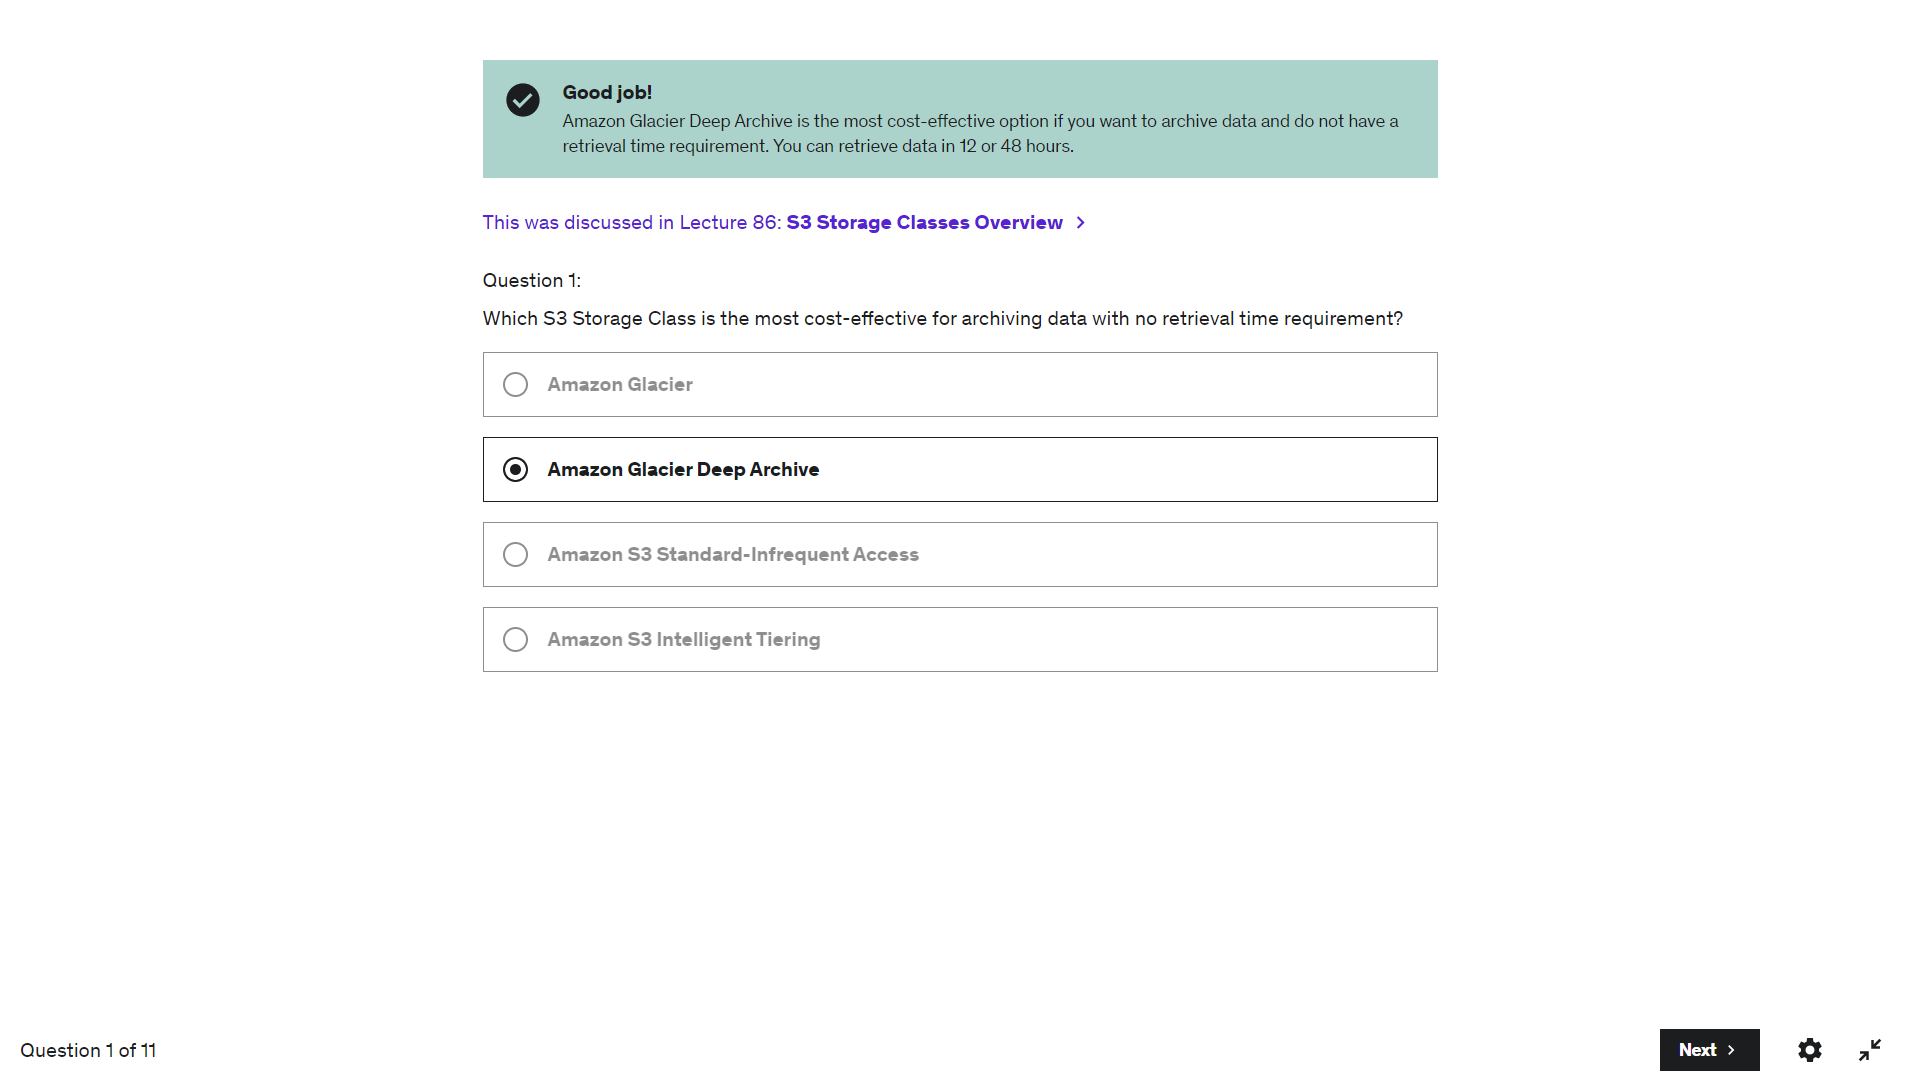 Good job!
Amazon Glacier Deep Archive is the most cost-effective option if you want to archive data and do not have a
retrieval time requirement. You can retrieve data in 12 or 48 hours.
This was discussed in Lecture 86: S3 Storage Classes Overview
Question 1:
Which S3 Storage Class is the most cost-effective for archiving data with no retrieval time requirement?
Amazon Glacier
Amazon Glacier Deep Archive
Amazon S3 Standard-Infrequent Access
Amazon S3 Intelligent Tiering
Question 1 of 11
Next